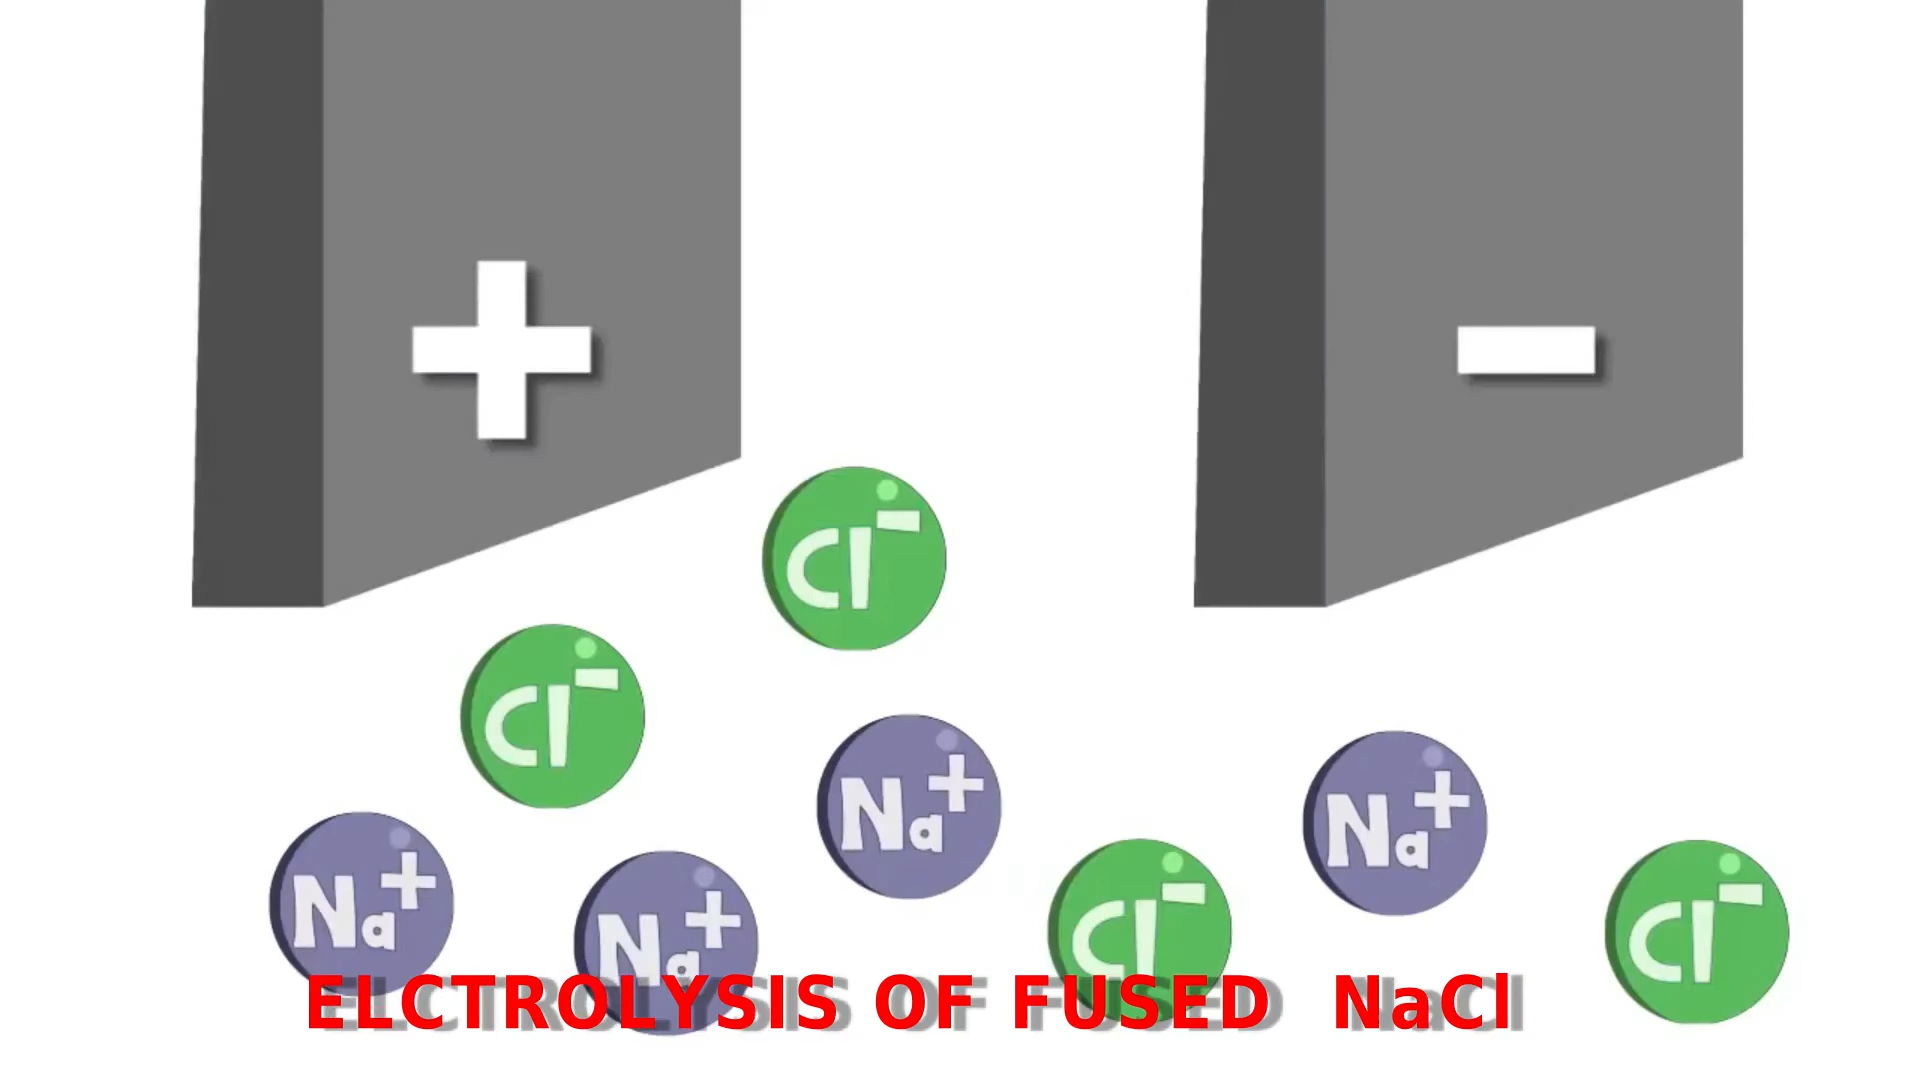 + −
Cl⁻
Cl⁻
Na⁺ Na⁺
Na⁺ Na⁺ Cl⁻ Cl⁻
ELCTROLYSIS OF FUSED NaCl